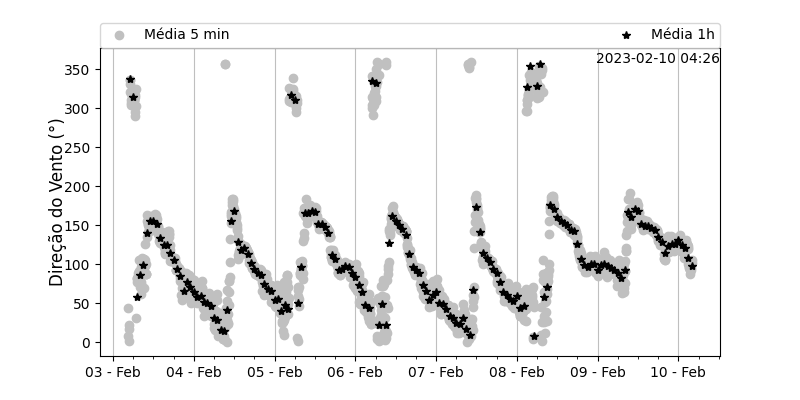 Média 5 min
Média 1h
2023-02-10 04:26
Direção do Vento (°)
350
300
250
200
150
100
50
0
03 - Feb
04 - Feb
05 - Feb
06 - Feb
07 - Feb
08 - Feb
09 - Feb
10 - Feb